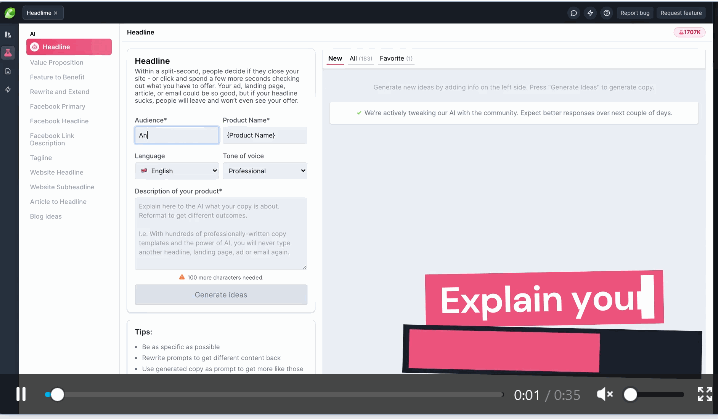 Headlime ×
Report bug
Request feature
AI
Headline
Headline
1707K
Value Proposition
Feature to Benefit
Rewrite and Extend
Facebook Primary
Facebook Headline
Facebook Link
Description
Tagline
Website Headline
Website Subheadline
Article to Headline
Blog Ideas
Headline
Within a split-second, people decide if they close your
site - or click and spend a few more seconds checking
out what you have to offer. Your ad, landing page,
article, or email could be so good, but if your headline
sucks, people will leave and won't even see your offer.
Audience*
Product Name*
An
{Product Name}
Language
Tone of voice
English
Professional
Description of your product*
Explain here to the AI what your copy is about.
Reformat to get different outcomes.
i.e. With hundreds of professionally-written copy
templates and the power of AI, you will never type
another headline, landing page, ad or email again.
100 more characters needed
Generate Ideas
Tips:
Be as specific as possible
Rewrite prompts to get different content back
Use generated copy as prompt to get more like those
New All (163) Favorite (1)
Generate new ideas by adding info on the left side. Press "Generate Ideas" to generate copy.
✓ We're actively tweaking our AI with the community. Expect better responses over next couple of days.
Explain your
0:01 / 0:35